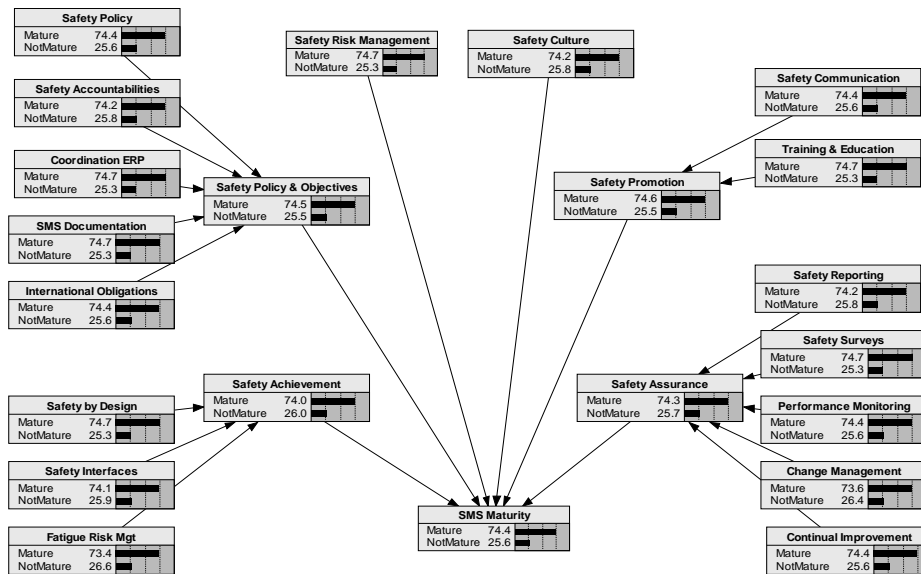 Safety Policy
Mature 74.4
NotMature 25.6
Safety Risk Management
Mature 74.7
NotMature 25.3
Safety Culture
Mature 74.2
NotMature 25.8
Safety Accountabilities
Mature 74.2
NotMature 25.8
Safety Communication
Mature 74.4
NotMature 25.6
Coordination ERP
Mature 74.7
NotMature 25.3
Training & Education
Mature 74.7
NotMature 25.3
Safety Policy & Objectives
Mature 74.5
NotMature 25.5
Safety Promotion
Mature 74.6
NotMature 25.5
SMS Documentation
Mature 74.7
NotMature 25.3
International Obligations
Mature 74.4
NotMature 25.6
Safety Reporting
Mature 74.2
NotMature 25.8
Safety Surveys
Mature 74.7
NotMature 25.3
Safety Achievement
Mature 74.0
NotMature 26.0
Safety Assurance
Mature 74.3
NotMature 25.7
Safety by Design
Mature 74.7
NotMature 25.3
Performance Monitoring
Mature 74.4
NotMature 25.6
Safety Interfaces
Mature 74.1
NotMature 25.9
Change Management
Mature 73.6
NotMature 26.4
SMS Maturity
Mature 74.4
NotMature 25.6
Fatigue Risk Mgt
Mature 73.4
NotMature 26.6
Continual Improvement
Mature 74.4
NotMature 25.6